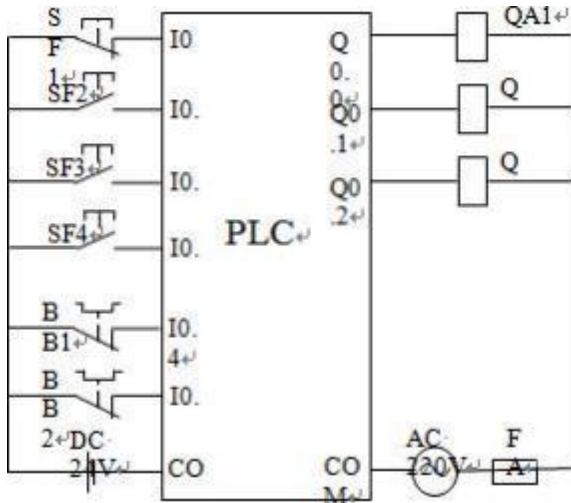 S
F
1↵
I0
Q
0.
0↵
QA1↵
SF2↵
I0.
Q0
.1↵
Q
SF3↵
I0.
Q0
.2↵
Q
SF4↵
I0.
PLC↵
B
B1↵
I0.
4↵
B
B
2↵
I0.
DC
24V↵
CO
CO
M↵
AC
220V↵
F
A↵